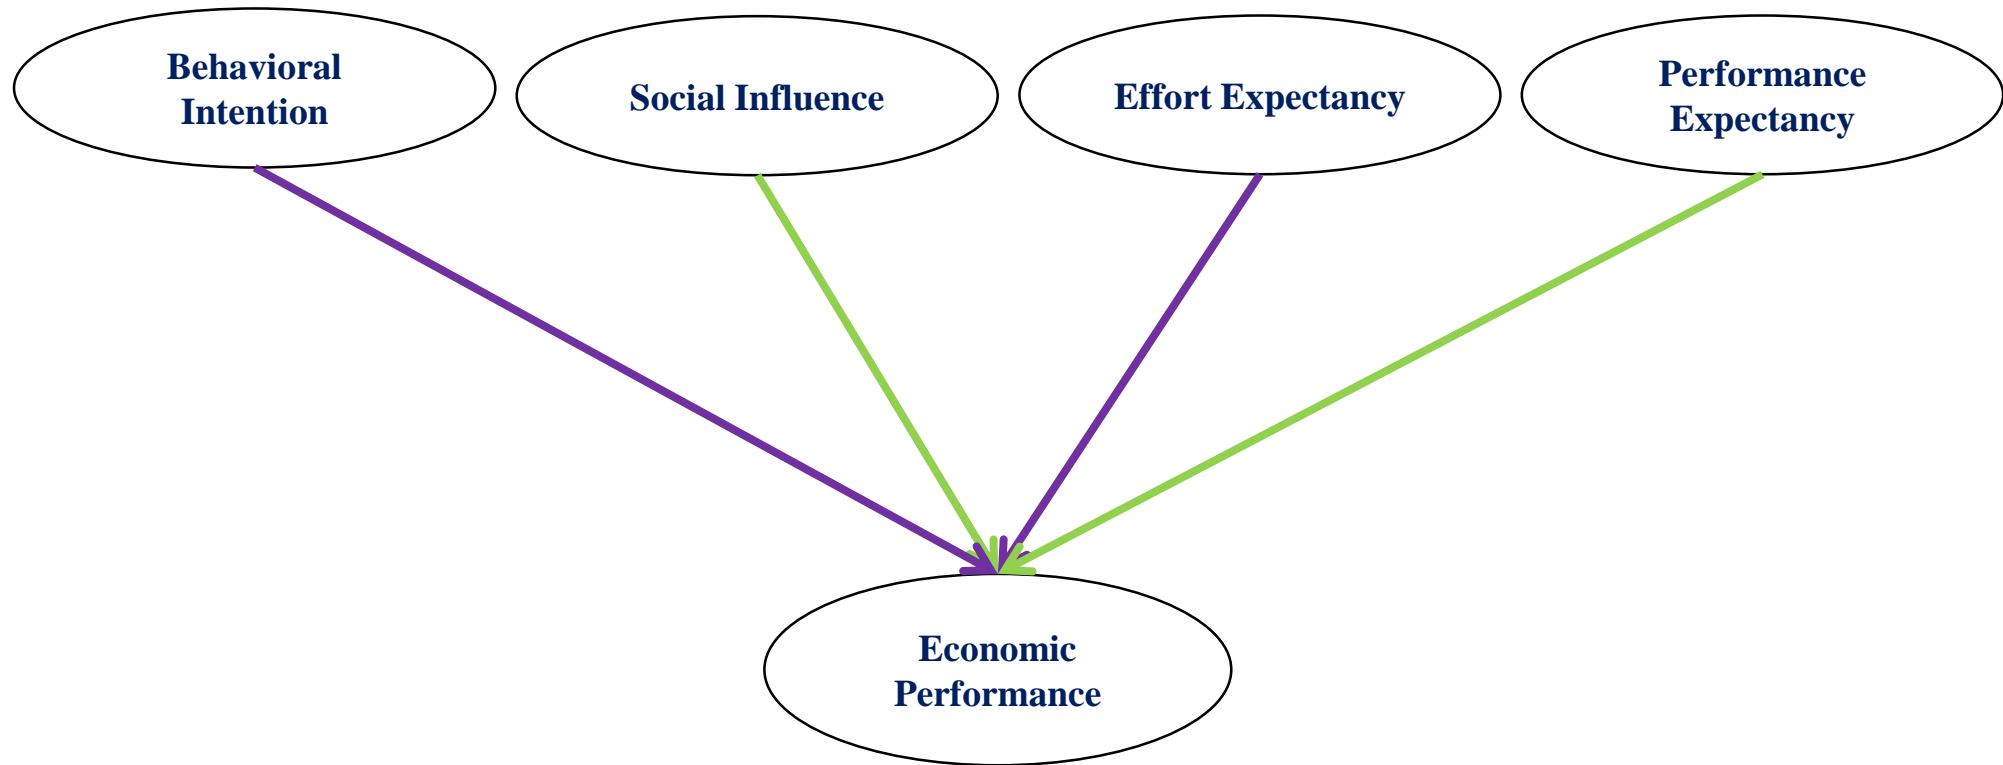 Behavioral
Intention
Social Influence
Effort Expectancy
Performance
Expectancy
Economic
Performance